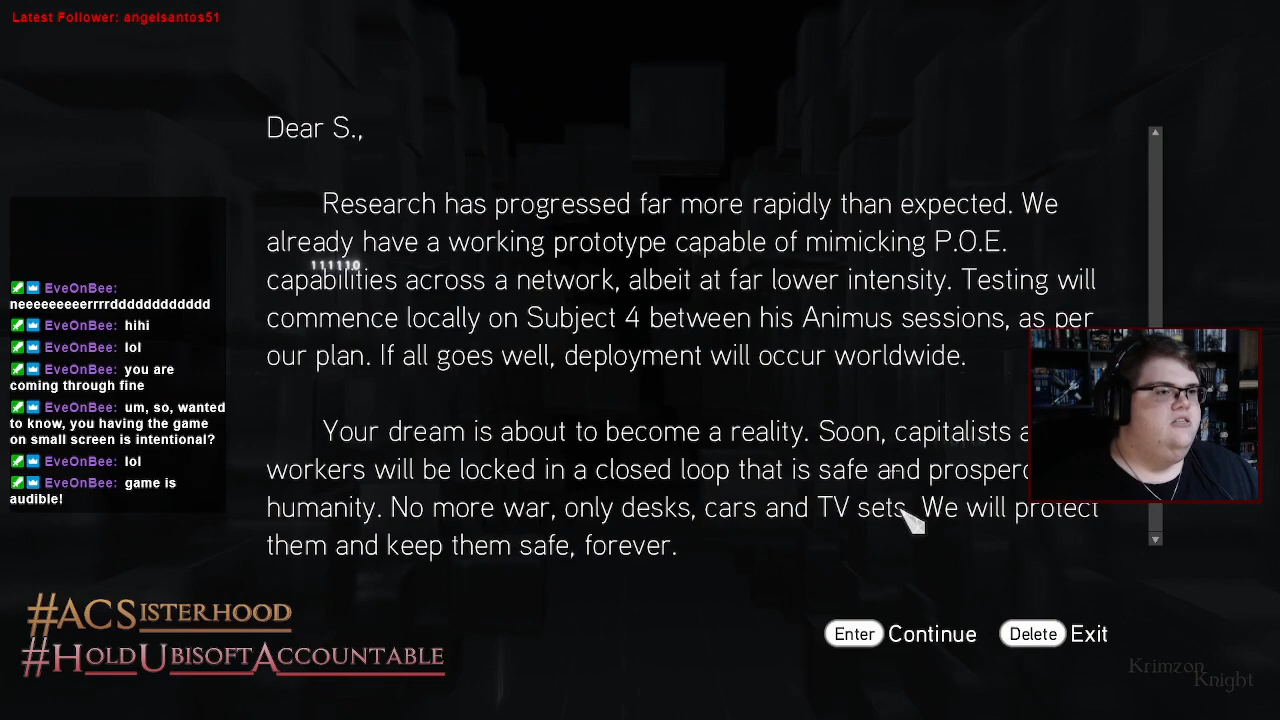 Latest Follower: angelsantos51
Dear S.,
Research has progressed far more rapidly than expected. We
already have a working prototype capable of mimicking P.O.E.
111110
capabilities across a network, albeit at far lower intensity. Testing will
commence locally on Subject 4 between his Animus sessions, as per
our plan. If all goes well, deployment will occur worldwide.
Your dream is about to become a reality. Soon, capitalists
workers will be locked in a closed loop that is safe and
humanity. No more war, only desks, cars and TV sets. We will protect
them and keep them safe, forever.
EveOnBee:
neeeeeeeerrrrdddddddddddd
EveOnBee: hihi
EveOnBee: lol
EveOnBee: you are
coming through fine
EveOnBee: um, so, wanted
to know, you having the game
on small screen is intentional?
EveOnBee: lol
EveOnBee: game is
audible!
#ACSisterhood
#HoldUbisoftAccountable
Enter Continue Delete Exit
Krimzon
Knight